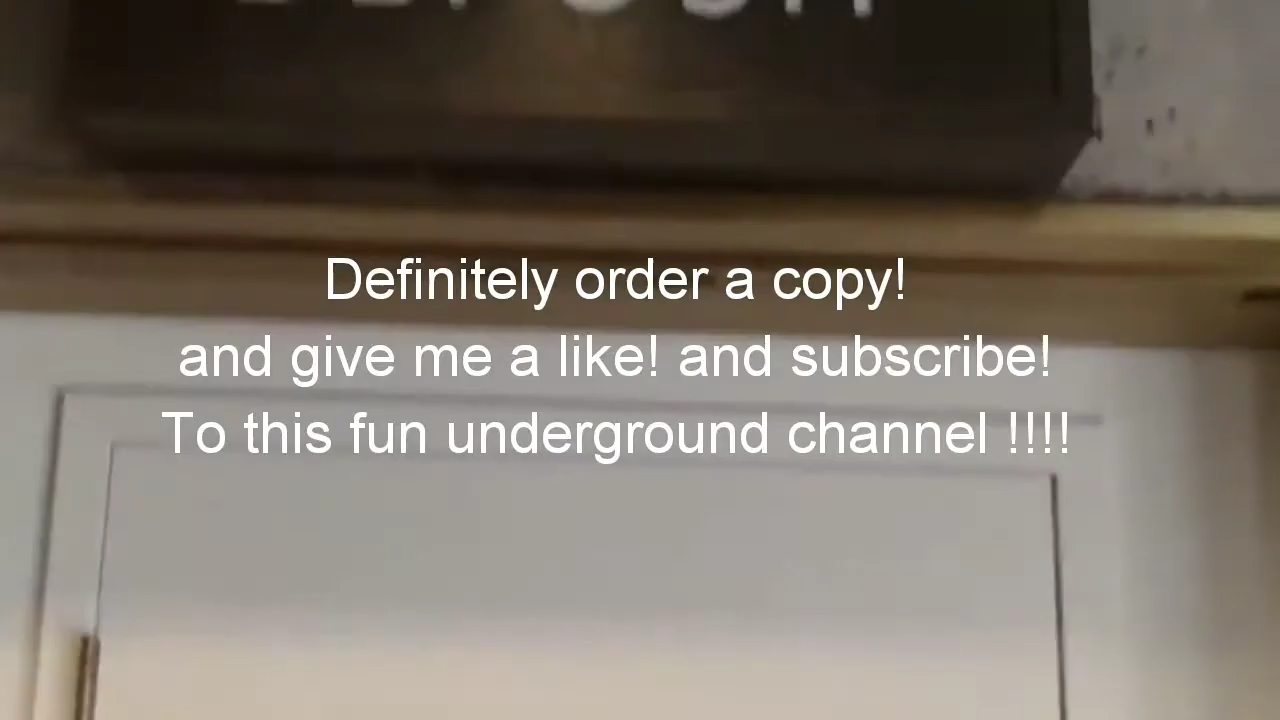 Definitely order a copy!
and give me a like! and subscribe!
To this fun underground channel !!!!